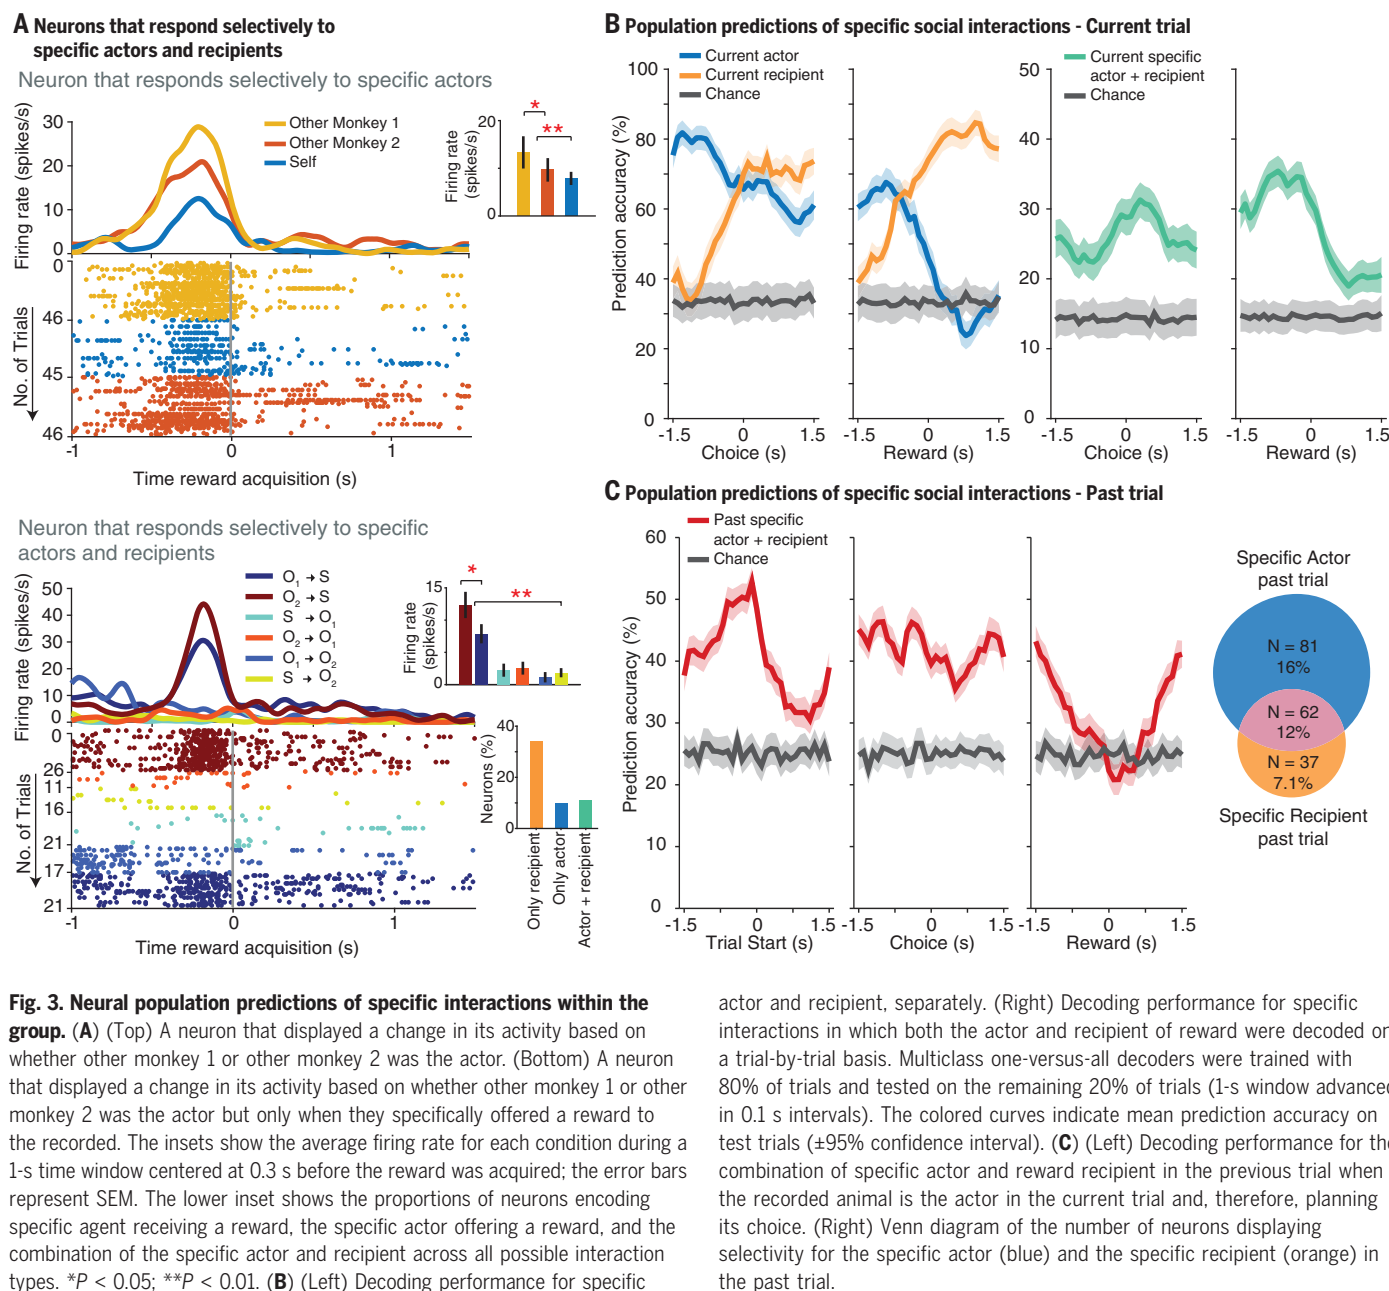 A Neurons that respond selectively to
specific actors and recipients
Neuron that responds selectively to specific actors
Firing rate (spikes/s)
30
20
10
0
Other Monkey 1
Other Monkey 2
Self
Firing rate
(spikes/s)
20
0
*
**
No. of Trials
0
46
45
46
-1
0
1
Time reward acquisition (s)
Neuron that responds selectively to specific
actors and recipients
Firing rate (spikes/s)
50
40
30
20
10
0
O1 → S
O2 → S
S → O1
O2 → O1
O1 → O2
S → O2
Firing rate
(spikes/s)
15
0
*
**
Neurons (%)
40
20
0
Only recipient
Only actor
Actor + recipient
No. of Trials
0
26
11
16
21
17
21
-1
0
1
Time reward acquisition (s)
B Population predictions of specific social interactions - Current trial
Current actor
Current recipient
Chance
Prediction accuracy (%)
100
80
60
40
20
0
-1.5 0 1.5
Choice (s)
-1.5 0 1.5
Reward (s)
Current specific
actor + recipient
Chance
50
40
30
20
10
0
-1.5 0 1.5
Choice (s)
-1.5 0 1.5
Reward (s)
C Population predictions of specific social interactions - Past trial
Past specific
actor + recipient
Chance
Prediction accuracy (%)
60
50
40
30
20
10
0
-1.5 0 1.5
Trial Start (s)
-1.5 0 1.5
Choice (s)
-1.5 0 1.5
Reward (s)
Specific Actor
past trial
N = 81
16%
N = 62
12%
N = 37
7.1%
Specific Recipient
past trial
Fig. 3. Neural population predictions of specific interactions within the
group. (A) (Top) A neuron that displayed a change in its activity based on
whether other monkey 1 or other monkey 2 was the actor. (Bottom) A neuron
that displayed a change in its activity based on whether other monkey 1 or other
monkey 2 was the actor but only when they specifically offered a reward to
the recorded. The insets show the average firing rate for each condition during a
1-s time window centered at 0.3 s before the reward was acquired; the error bars
represent SEM. The lower inset shows the proportions of neurons encoding
specific agent receiving a reward, the specific actor offering a reward, and the
combination of the specific actor and recipient across all possible interaction
types. *P < 0.05; **P < 0.01. (B) (Left) Decoding performance for specific
actor and recipient, separately. (Right) Decoding performance for specific
interactions in which both the actor and recipient of reward were decoded on
a trial-by-trial basis. Multiclass one-versus-all decoders were trained with
80% of trials and tested on the remaining 20% of trials (1-s window advanced
in 0.1 s intervals). The colored curves indicate mean prediction accuracy on
test trials (±95% confidence interval). (C) (Left) Decoding performance for the
combination of specific actor and reward recipient in the previous trial when
the recorded animal is the actor in the current trial and, therefore, planning
its choice. (Right) Venn diagram of the number of neurons displaying
selectivity for the specific actor (blue) and the specific recipient (orange) in
the past trial.